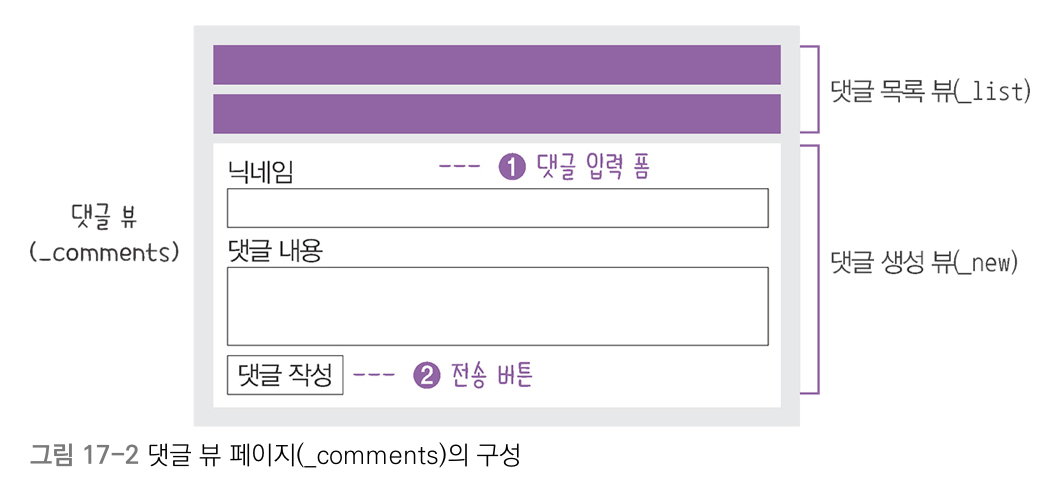 댓글 목록 뷰(_list)
닉네임
--- ❶ 댓글 입력 폼
댓글 뷰
(_comments)
댓글 내용
댓글 생성 뷰(_new)
댓글 작성 --- ❷ 전송 버튼
그림 17-2 댓글 뷰 페이지(_comments)의 구성